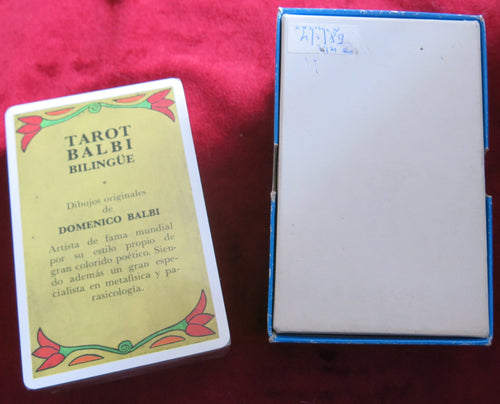 TAROT
BALBI
BILINGÜE
Dibujos originales
de
DOMENICO BALBI
Artista de fama mundial
por su estilo propio de
gran colorido poético. Sien-
do además un gran espe-
cialista en metafísica y pa-
rasicología.